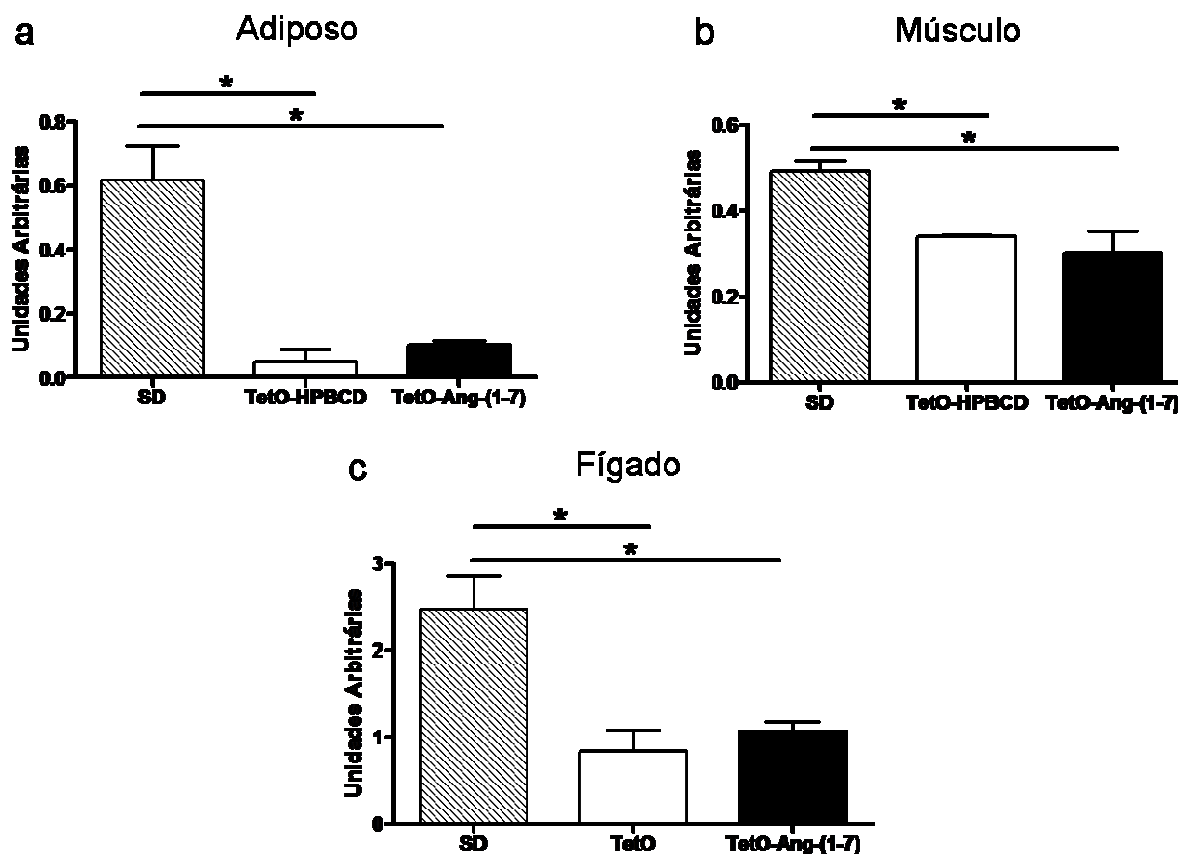 a
Adiposo
*
*
Unidades Arbitrárias
0.8
0.6
0.4
0.2
0.0
SD
TetO-HPBCD
TetO-Ang-(1-7)
b
Músculo
*
*
Unidades Arbitrárias
0.6
0.4
0.2
0.0
SD
TetO-HPBCD
TetO-Ang-(1-7)
c
Fígado
*
*
Unidades Arbitrárias
3
2
1
0
SD
TetO
TetO-Ang-(1-7)